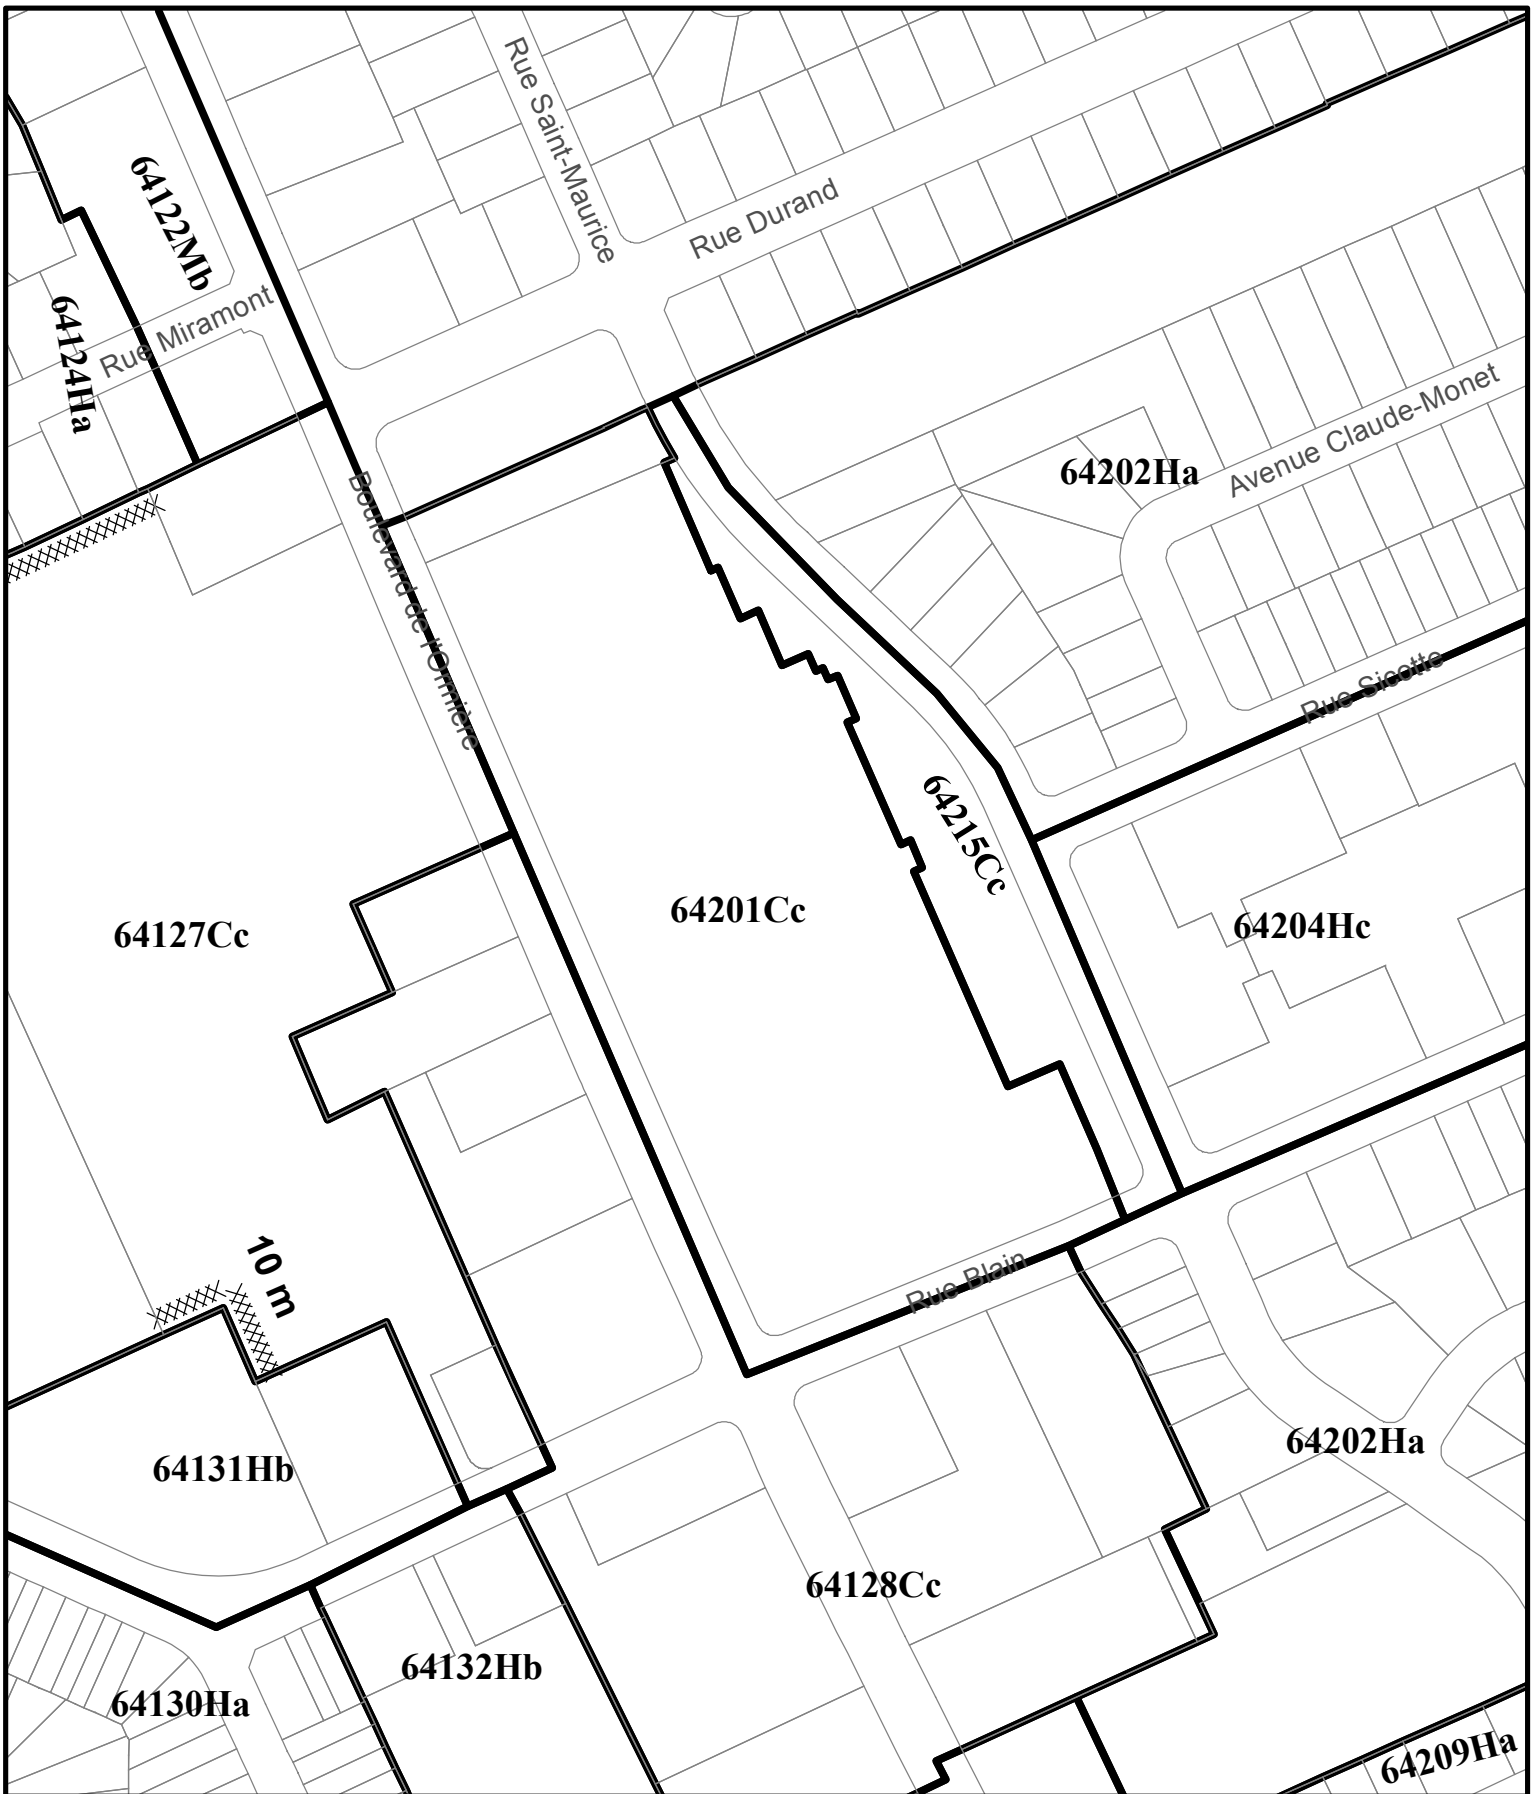 Rue Saint-Maurice
64122Mb
Rue Durand
64124Ha
Rue Miramont
Avenue Claude-Monet
64202Ha
Boulevard de l'Ormière
Rue Sicotte
64215Cc
64201Cc
64204Hc
64127Cc
10 m
Rue Blain
64202Ha
64131Hb
64128Cc
64132Hb
64130Ha
64209Ha